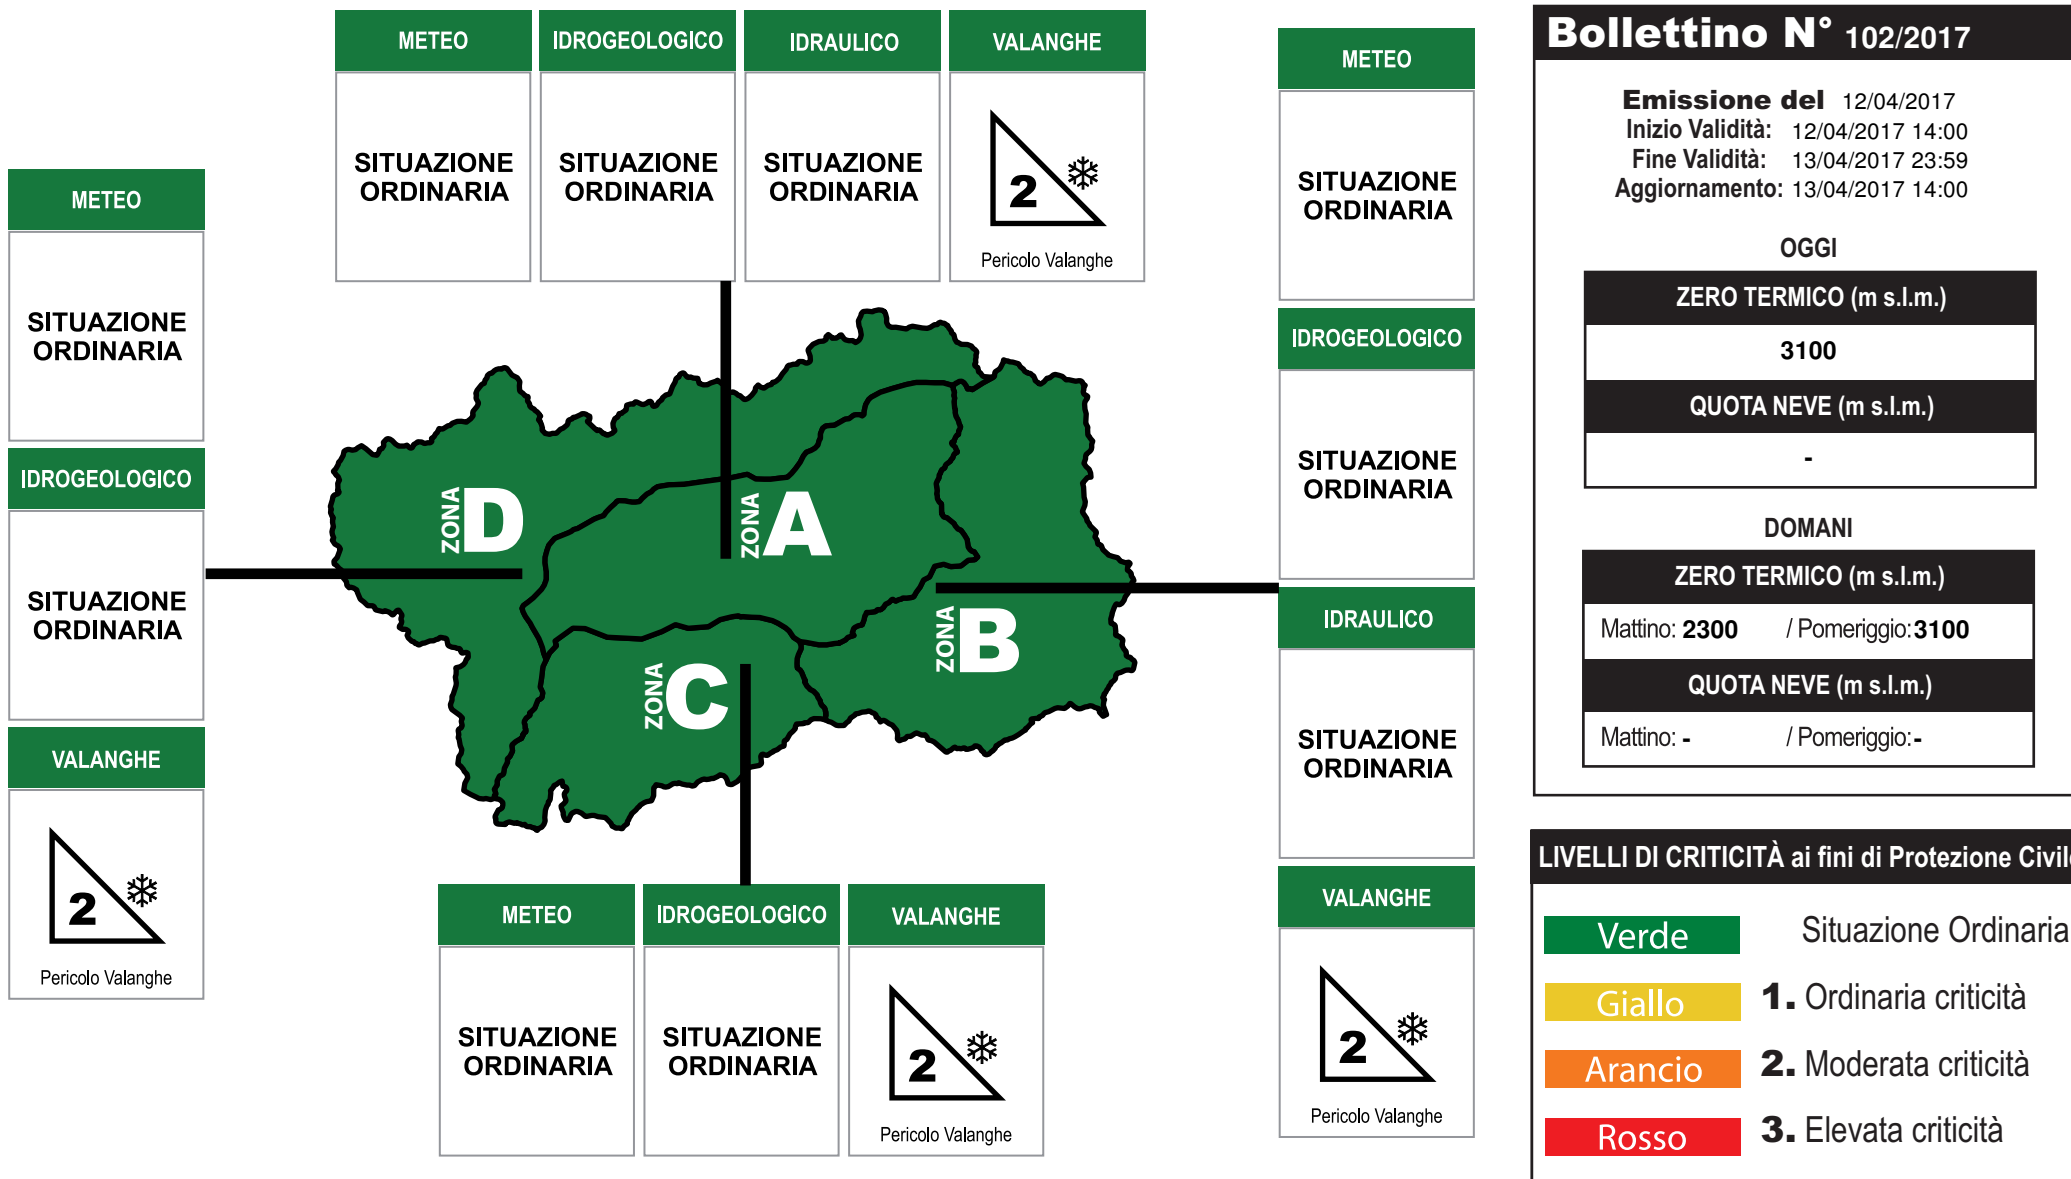 METEO
IDROGEOLOGICO
IDRAULICO
VALANGHE
SITUAZIONE
ORDINARIA
SITUAZIONE
ORDINARIA
SITUAZIONE
ORDINARIA
2
Pericolo Valanghe
METEO
SITUAZIONE
ORDINARIA
IDROGEOLOGICO
SITUAZIONE
ORDINARIA
VALANGHE
2
Pericolo Valanghe
ZONA D
ZONA A
ZONA B
ZONA C
METEO
IDROGEOLOGICO
VALANGHE
SITUAZIONE
ORDINARIA
SITUAZIONE
ORDINARIA
2
Pericolo Valanghe
METEO
SITUAZIONE
ORDINARIA
IDROGEOLOGICO
SITUAZIONE
ORDINARIA
IDRAULICO
SITUAZIONE
ORDINARIA
VALANGHE
2
Pericolo Valanghe
Bollettino N° 102/2017
Emissione del 12/04/2017
Inizio Validità: 12/04/2017 14:00
Fine Validità: 13/04/2017 23:59
Aggiornamento: 13/04/2017 14:00
OGGI
ZERO TERMICO (m s.l.m.)
3100
QUOTA NEVE (m s.l.m.)
-
DOMANI
ZERO TERMICO (m s.l.m.)
Mattino: 2300 / Pomeriggio: 3100
QUOTA NEVE (m s.l.m.)
Mattino: - / Pomeriggio: -
LIVELLI DI CRITICITÀ ai fini di Protezione Civile
Verde Situazione Ordinaria
Giallo 1. Ordinaria criticità
Arancio 2. Moderata criticità
Rosso 3. Elevata criticità